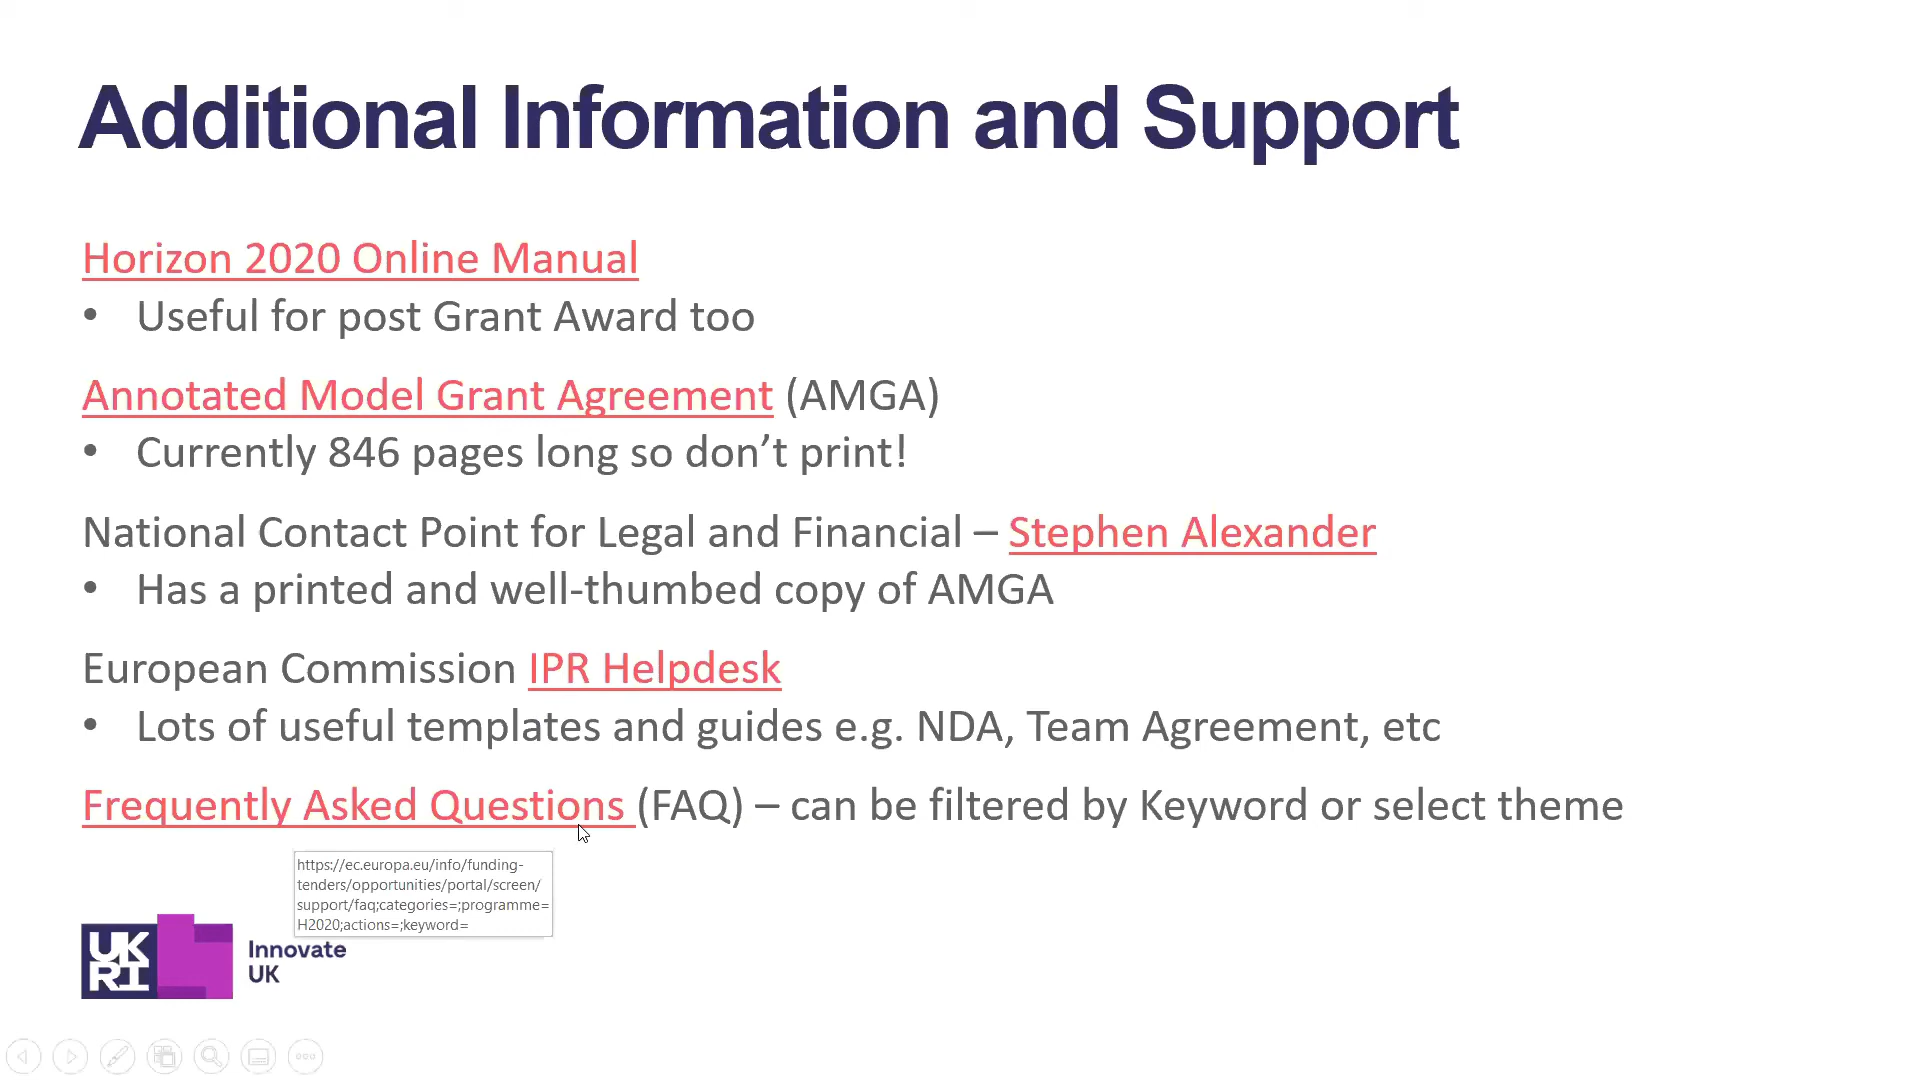 Additional Information and Support
Horizon 2020 Online Manual
• Useful for post Grant Award too
Annotated Model Grant Agreement (AMGA)
• Currently 846 pages long so don't print!
National Contact Point for Legal and Financial – Stephen Alexander
• Has a printed and well-thumbed copy of AMGA
European Commission IPR Helpdesk
• Lots of useful templates and guides e.g. NDA, Team Agreement, etc
Frequently Asked Questions (FAQ) – can be filtered by Keyword or select theme
https://ec.europa.eu/info/funding-
tenders/opportunities/portal/screen/
support/faq;categories=;programme=
H2020;actions=;keyword=
UK
RI
Innovate
UK